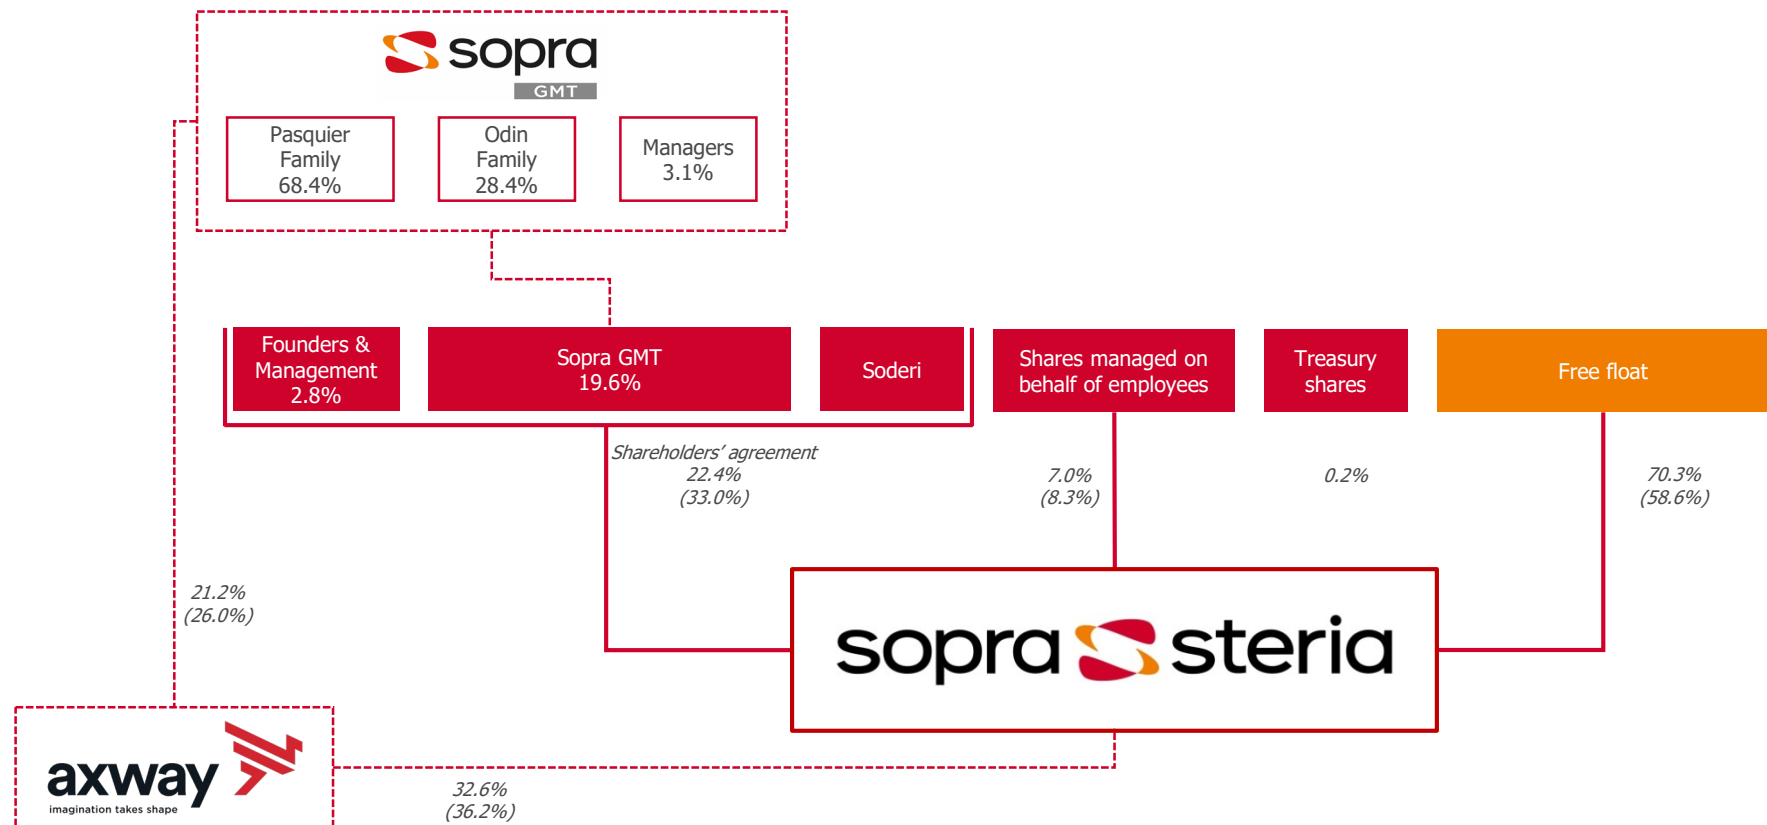 sopra
GMT
Pasquier
Family
68.4%
Odin
Family
28.4%
Managers
3.1%
Founders &
Management
2.8%
Sopra GMT
19.6%
Soderi
Shares managed on
behalf of employees
Treasury
shares
Free float
Shareholders' agreement
22.4%
(33.0%)
7.0%
(8.3%)
0.2%
70.3%
(58.6%)
21.2%
(26.0%)
sopra steria
axway
imagination takes shape
32.6%
(36.2%)